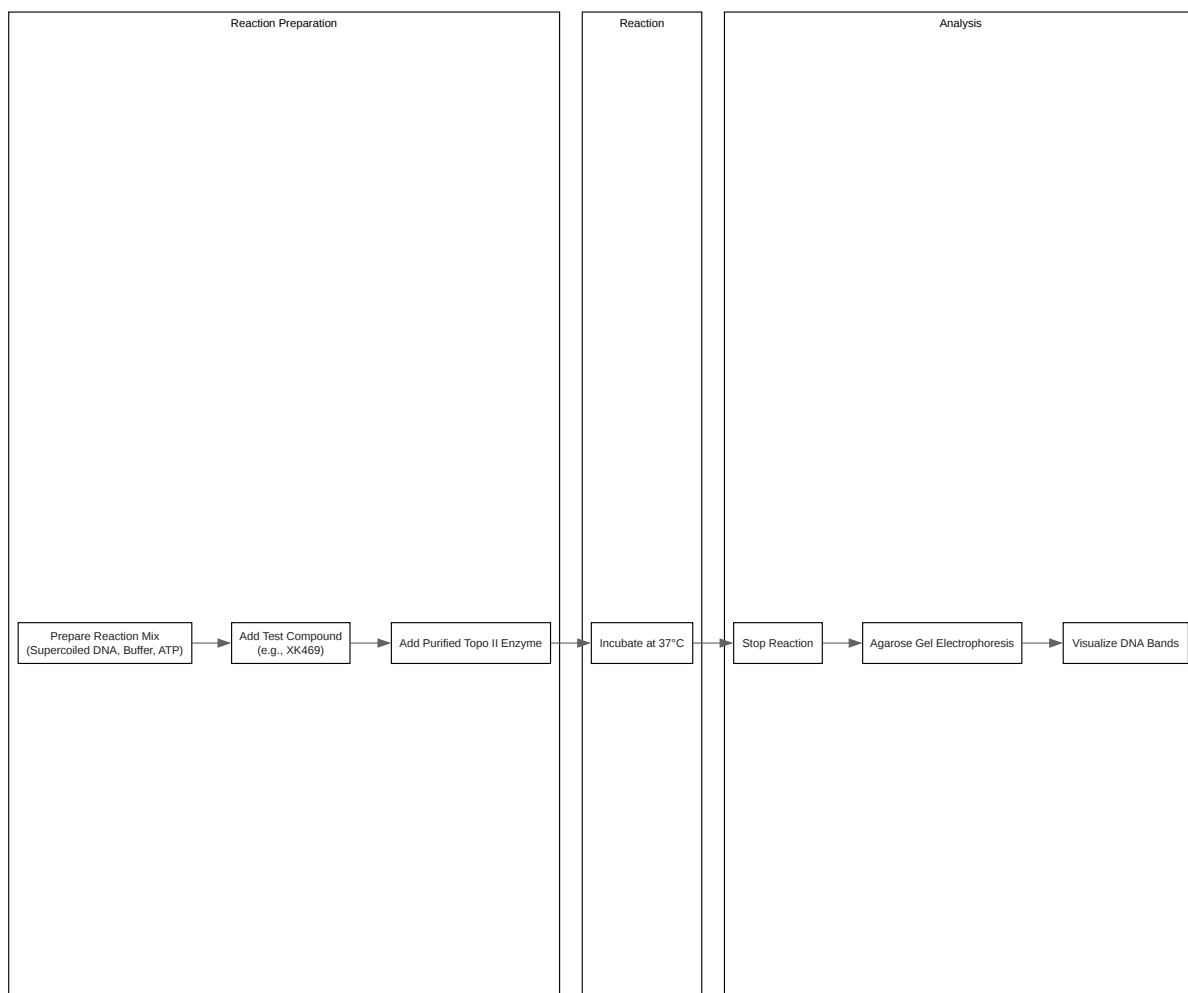 Reaction Preparation
Reaction
Analysis
Prepare Reaction Mix
(Supercoiled DNA, Buffer, ATP)
Add Test Compound
(e.g., XK469)
Add Purified Topo II Enzyme
Incubate at 37°C
Stop Reaction
Agarose Gel Electrophoresis
Visualize DNA Bands